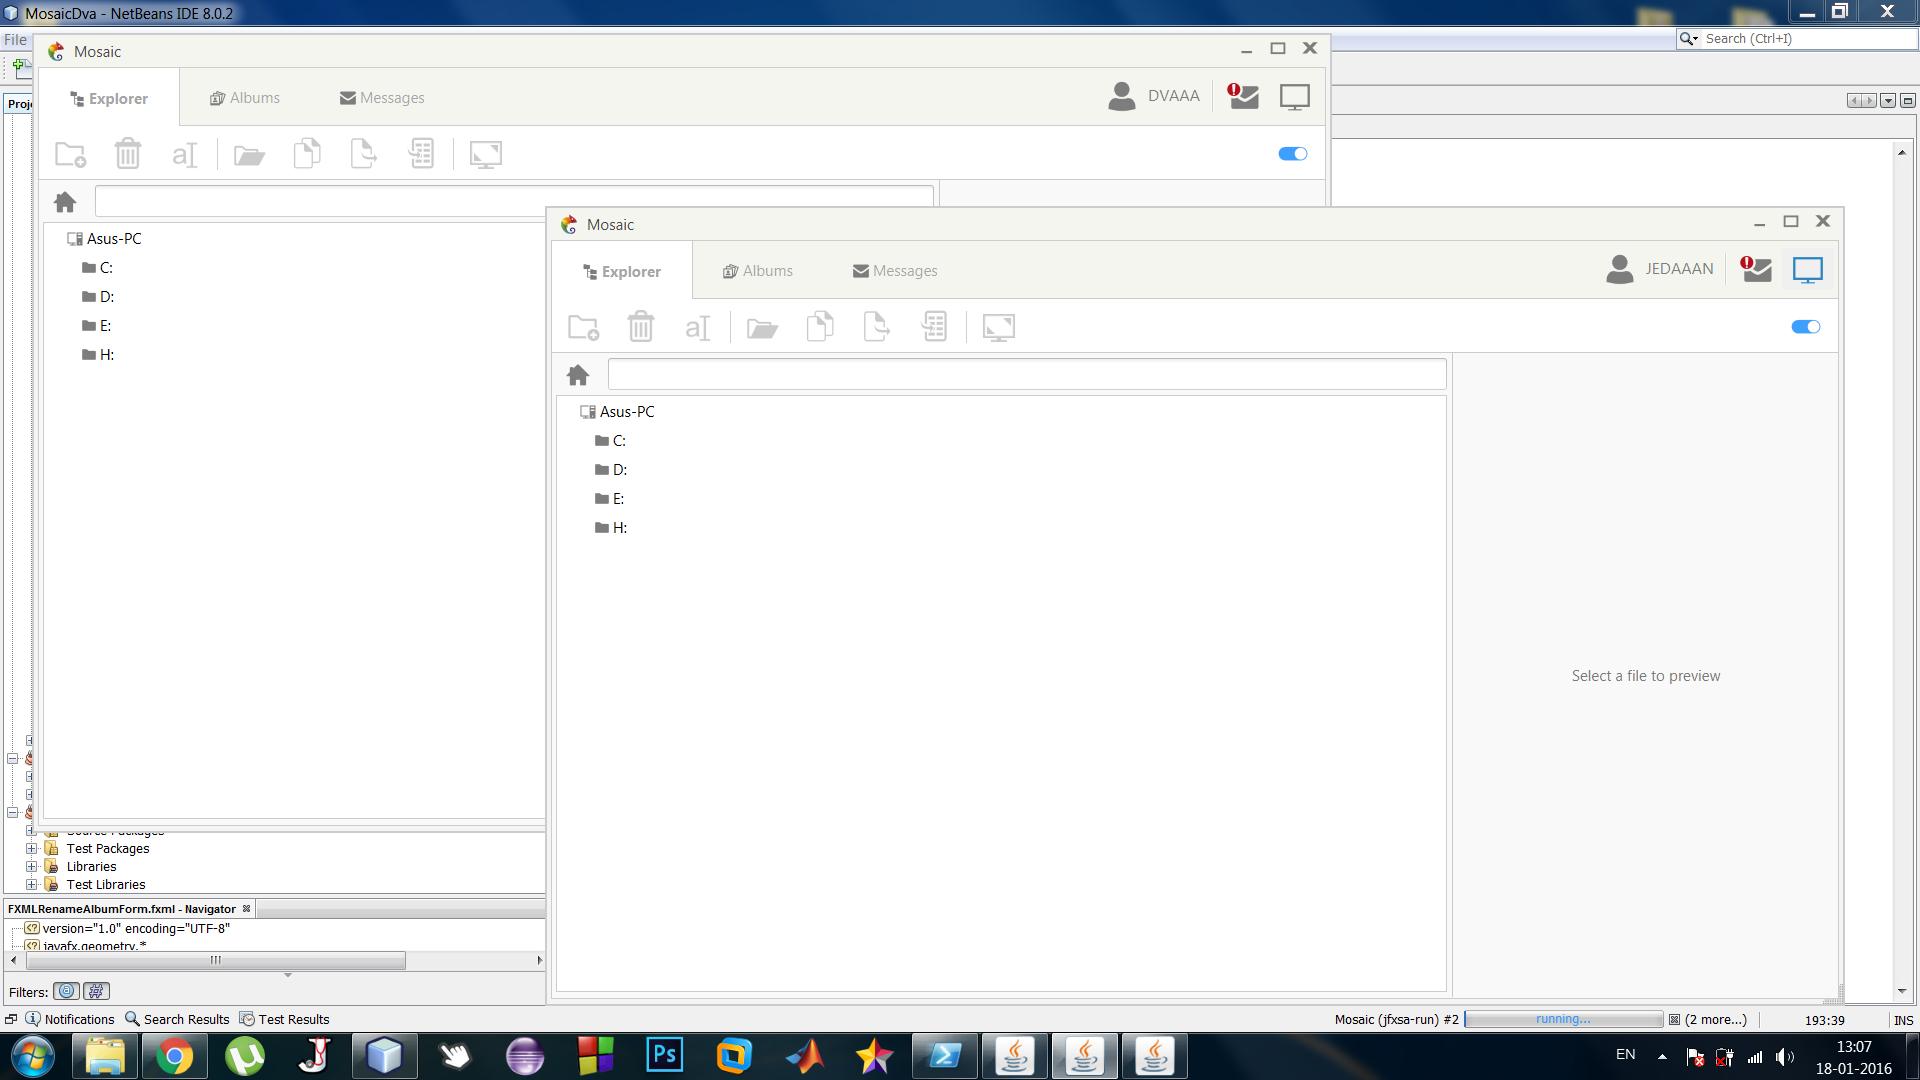 MosaicDva - NetBeans IDE 8.0.2
File
Search (Ctrl+I)
Mosaic
Explorer
Albums
Messages
DVAAA
Asus-PC
C:
D:
E:
H:
Mosaic
Explorer
Albums
Messages
JEDAAAN
Asus-PC
C:
D:
E:
H:
Select a file to preview
Source Packages
Test Packages
Libraries
Test Libraries
FXMLRenameAlbumForm.fxml - Navigator
version="1.0" encoding="UTF-8"
javafx.geometry.*
Filters:
Notifications
Search Results
Test Results
Mosaic (jfxsa-run) #2
running...
(2 more...)
193:39
INS
Ps
EN
13:07
18-01-2016